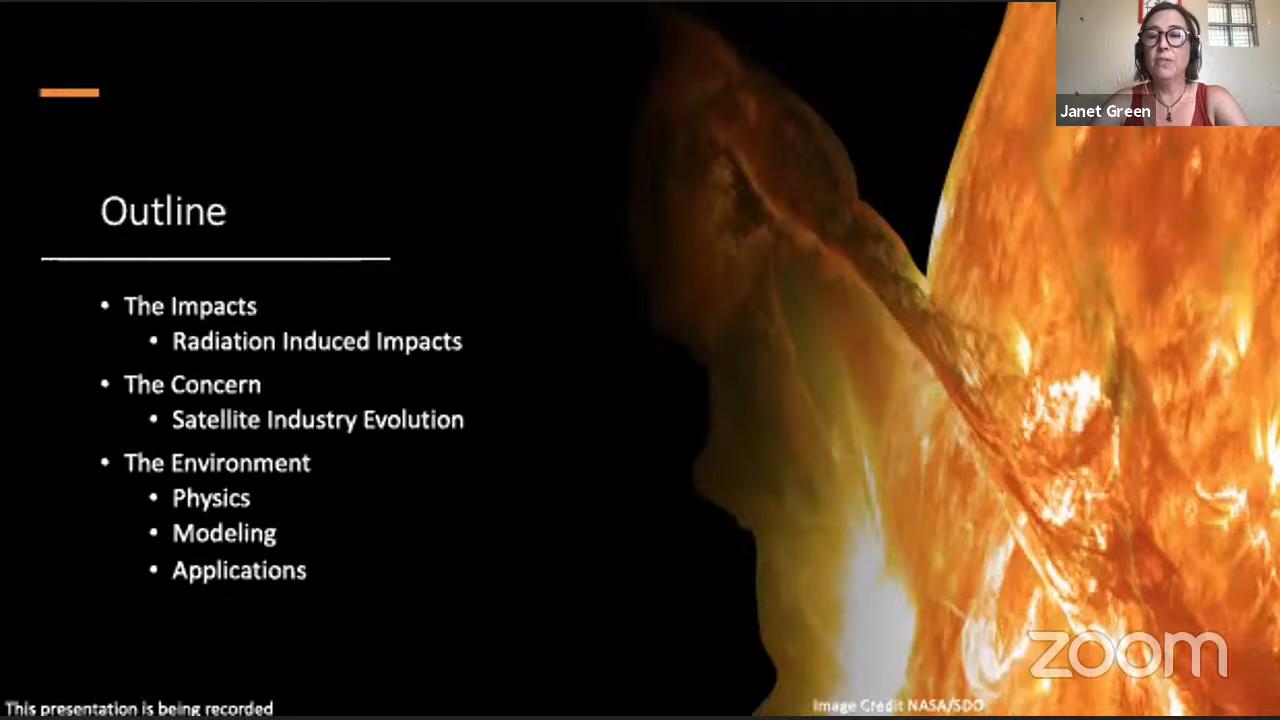 Janet Green
Outline
• The Impacts
• Radiation Induced Impacts
• The Concern
• Satellite Industry Evolution
• The Environment
• Physics
• Modeling
• Applications
zoom
This presentation is being recorded
Image Credit NASA/SDO